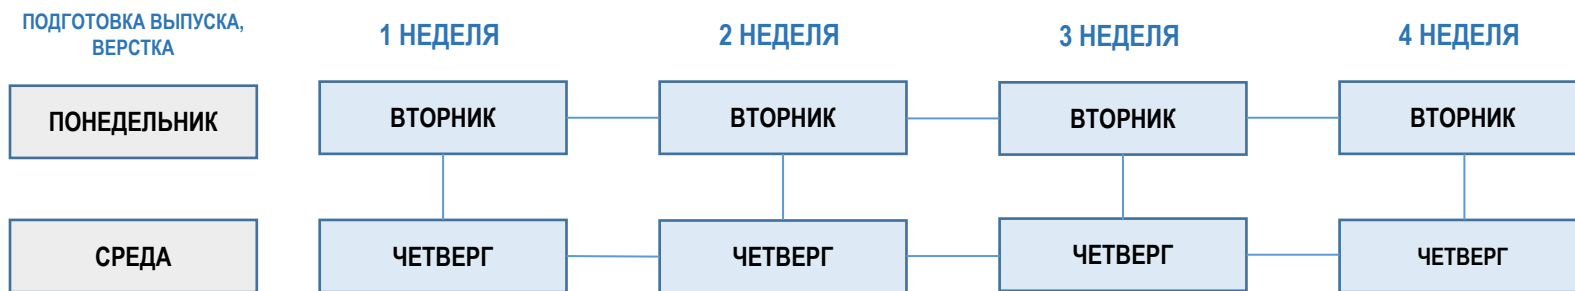 ПОДГОТОВКА ВЫПУСКА,
ВЕРСТКА
1 НЕДЕЛЯ
2 НЕДЕЛЯ
3 НЕДЕЛЯ
4 НЕДЕЛЯ
ПОНЕДЕЛЬНИК
ВТОРНИК
ВТОРНИК
ВТОРНИК
ВТОРНИК
СРЕДА
ЧЕТВЕРГ
ЧЕТВЕРГ
ЧЕТВЕРГ
ЧЕТВЕРГ